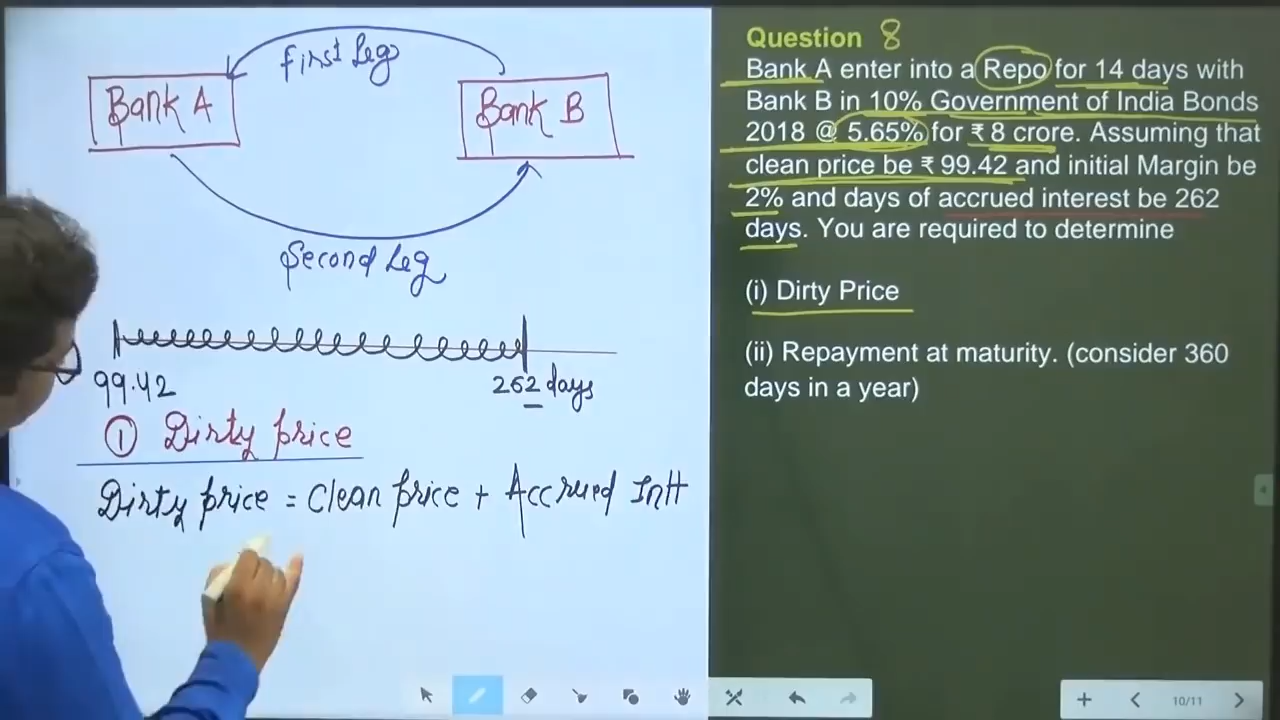 First Leg
Bank A
Bank B
Second Leg
99.42
262 days
① Dirty price
Dirty price = Clean price + Accrued Intt
Question 8
Bank A enter into a Repo for 14 days with
Bank B in 10% Government of India Bonds
2018 @ 5.65% for ₹ 8 crore. Assuming that
clean price be ₹ 99.42 and initial Margin be
2% and days of accrued interest be 262
days. You are required to determine
(i) Dirty Price
(ii) Repayment at maturity. (consider 360
days in a year)
10/11